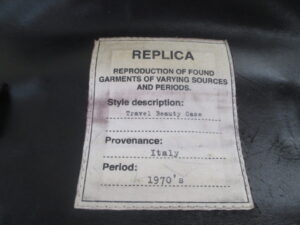 REPLICA
REPRODUCTION OF FOUND
GARMENTS OF VARYING SOURCES
AND PERIODS.
Style description:
Travel Beauty Case
Provenance:
Italy
Period:
1970's